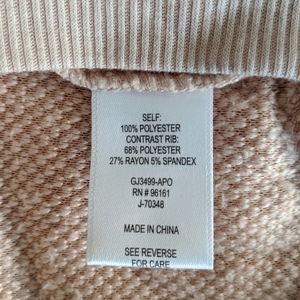 SELF:
100% POLYESTER
CONTRAST RIB:
68% POLYESTER
27% RAYON 5% SPANDEX
GJ3499-APO
RN # 96161
J-70348
MADE IN CHINA
SEE REVERSE
FOR CARE